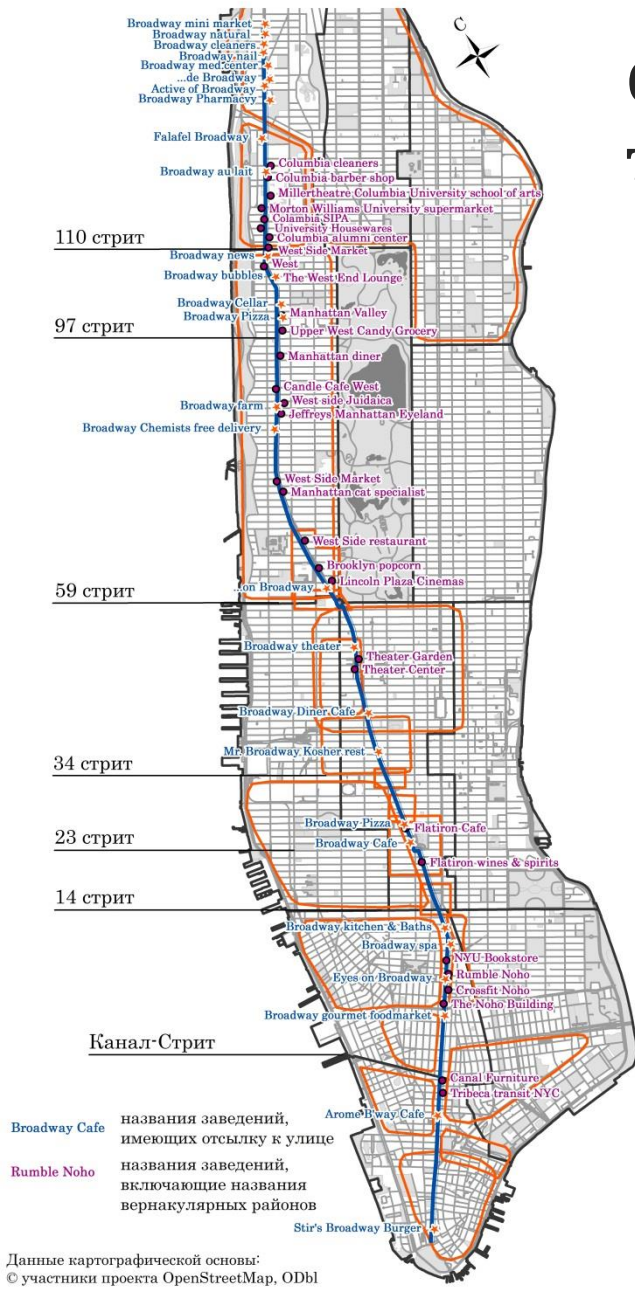 С
Broadway mini market
Broadway natural
Broadway cleaners
Broadway nail
Broadway med.center
...de Broadway
Active of Broadway
Broadway Pharmacvy
Falafel Broadway
Columbia cleaners
Broadway au lait
Columbia barber shop
Millertheatre Columbia University school of arts
Morton Williams University supermarket
Colambia SIPA
University Housewares
110 стрит
Columbia alumni center
West Side Market
Broadway news
West
Broadway bubbles
The West End Lounge
Broadway Cellar
Manhattan Valley
Broadway Pizza
97 стрит
Upper West Candy Grocery
Manhattan diner
Candle Cafe West
West side Juidaica
Broadway farm
Jeffreys Manhattan Eyeland
Broadway Chemists free delivery
West Side Market
Manhattan cat specialist
West Side restaurant
Brooklyn popcorn
Lincoln Plaza Cinemas
...on Broadway
59 стрит
Broadway theater
Theater Garden
Theater Center
Broadway Diner Cafe
Mr. Broadway Kosher rest
34 стрит
Broadway Pizza
Flatiron Cafe
23 стрит
Broadway Cafe
Flatiron wines & spirits
14 стрит
Broadway kitchen & Baths
Broadway spa
NYU Bookstore
Eyes on Broadway
Rumble Noho
Crossfit Noho
The Noho Building
Broadway gourmet foodmarket
Канал-Стрит
Canal Furniture
Tribeca transit NYC
Arome B'way Cafe
Broadway Cafe названия заведений,
имеющих отсылку к улице
Rumble Noho названия заведений,
включающие названия
вернакулярных районов
Stir's Broadway Burger
Данные картографической основы:
© участники проекта OpenStreetMap, ODbl